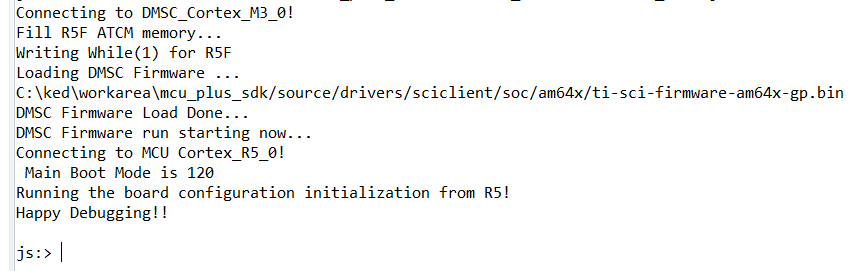 Connecting to DMSC_Cortex_M3_0!
Fill R5F ATCM memory...
Writing While(1) for R5F
Loading DMSC Firmware ...
C:\ked\workarea\mcu_plus_sdk/source/drivers/sciclient/soc/am64x/ti-sci-firmware-am64x-gp.bin
DMSC Firmware Load Done...
DMSC Firmware run starting now...
Connecting to MCU Cortex_R5_0!
 Main Boot Mode is 120
Running the board configuration initialization from R5!
Happy Debugging!!
js:>